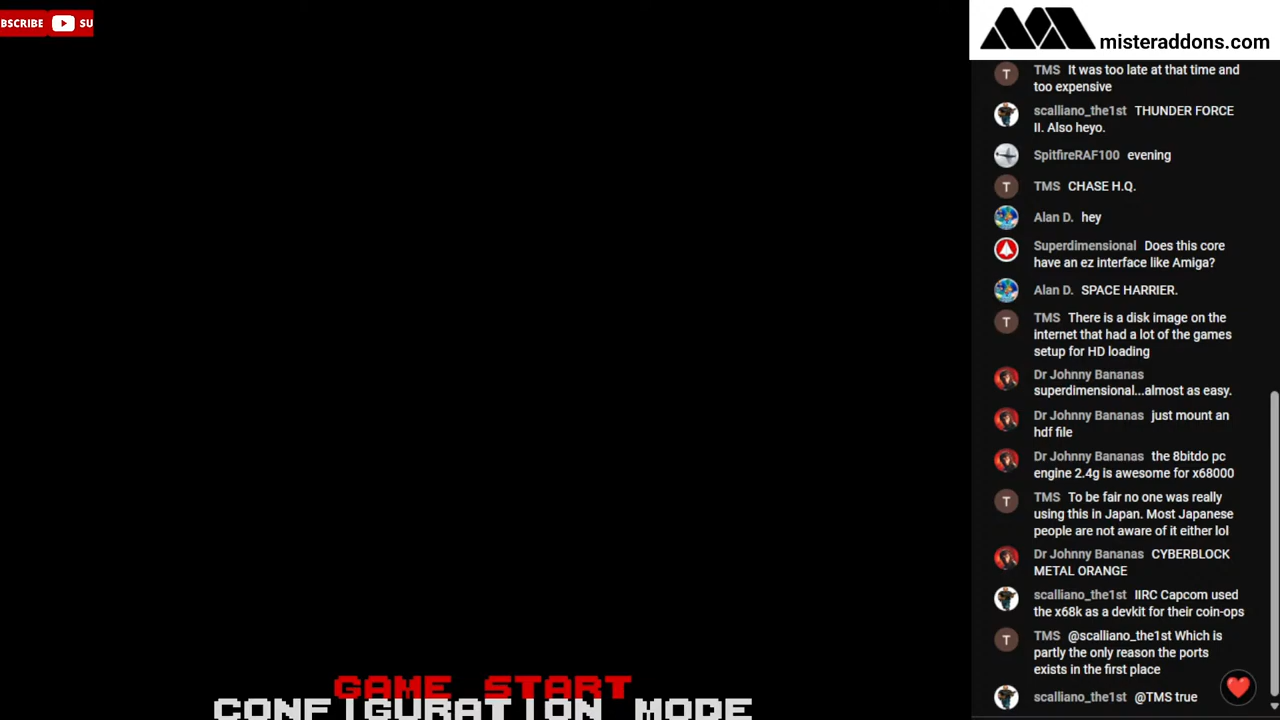 BSCRIBE
SU
misteraddons.com
T TMS It was too late at that time and
too expensive
scalliano_the1st THUNDER FORCE
II. Also heyo.
SpitfireRAF100 evening
T TMS CHASE H.Q.
Alan D. hey
Superdimensional Does this core
have an ez interface like Amiga?
Alan D. SPACE HARRIER.
T TMS There is a disk image on the
internet that had a lot of the games
setup for HD loading
Dr Johnny Bananas
superdimensional...almost as easy.
Dr Johnny Bananas just mount an
hdf file
Dr Johnny Bananas the 8bitdo pc
engine 2.4g is awesome for x68000
T TMS To be fair no one was really
using this in Japan. Most Japanese
people are not aware of it either lol
Dr Johnny Bananas CYBERBLOCK
METAL ORANGE
scalliano_the1st IIRC Capcom used
the x68k as a devkit for their coin-ops
T TMS @scalliano_the1st Which is
partly the only reason the ports
exists in the first place
scalliano_the1st @TMS true
GAME START
CONFIGURATION MODE